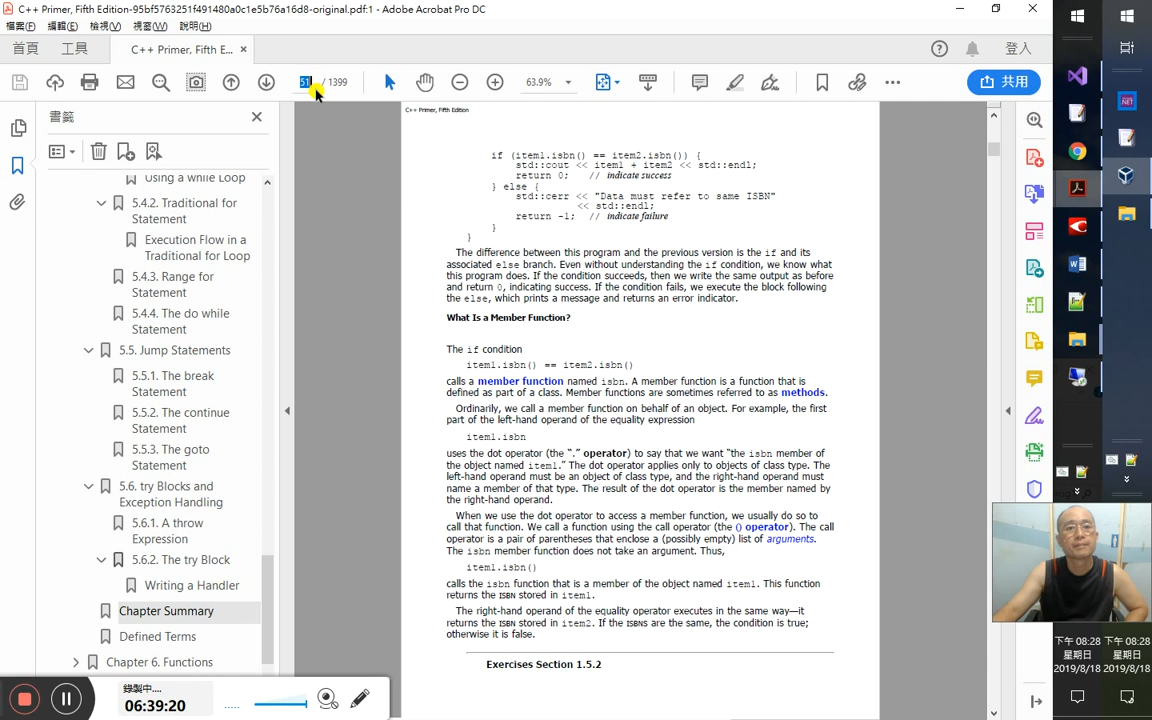 C++ Primer, Fifth Edition-95bf5763251f491480a0c1e5b76a16d8-original.pdf:1 - Adobe Acrobat Pro DC
檔案(F) 編輯(E) 檢視(V) 視窗(W) 說明(H)
首頁 工具 C++ Primer, Fifth E... × 登入
51 / 1399 63.9% 共用
書籤
Using a while Loop
5.4.2. Traditional for
Statement
Execution Flow in a
Traditional for Loop
5.4.3. Range for
Statement
5.4.4. The do while
Statement
5.5. Jump Statements
5.5.1. The break
Statement
5.5.2. The continue
Statement
5.5.3. The goto
Statement
5.6. try Blocks and
Exception Handling
5.6.1. A throw
Expression
5.6.2. The try Block
Writing a Handler
Chapter Summary
Defined Terms
Chapter 6. Functions
C++ Primer, Fifth Edition
if (item1.isbn() == item2.isbn()) {
std::cout << item1 + item2 << std::endl;
return 0; // indicate success
} else {
std::cerr << "Data must refer to same ISBN"
<< std::endl;
return -1; // indicate failure
}
}
The difference between this program and the previous version is the if and its
associated else branch. Even without understanding the if condition, we know what
this program does. If the condition succeeds, then we write the same output as before
and return 0, indicating success. If the condition fails, we execute the block following
the else, which prints a message and returns an error indicator.
What Is a Member Function?
The if condition
item1.isbn() == item2.isbn()
calls a member function named isbn. A member function is a function that is
defined as part of a class. Member functions are sometimes referred to as methods.
Ordinarily, we call a member function on behalf of an object. For example, the first
part of the left-hand operand of the equality expression
item1.isbn
uses the dot operator (the “.” operator) to say that we want “the isbn member of
the object named item1.” The dot operator applies only to objects of class type. The
left-hand operand must be an object of class type, and the right-hand operand must
name a member of that type. The result of the dot operator is the member named by
the right-hand operand.
When we use the dot operator to access a member function, we usually do so to
call that function. We call a function using the call operator (the () operator). The call
operator is a pair of parentheses that enclose a (possibly empty) list of arguments.
The isbn member function does not take an argument. Thus,
item1.isbn()
calls the isbn function that is a member of the object named item1. This function
returns the ISBN stored in item1.
The right-hand operand of the equality operator executes in the same way—it
returns the ISBN stored in item2. If the ISBNs are the same, the condition is true;
otherwise it is false.
Exercises Section 1.5.2
錄製中....
06:39:20
下午 08:28 下午 08:28
星期日 星期日
2019/8/18 2019/8/18